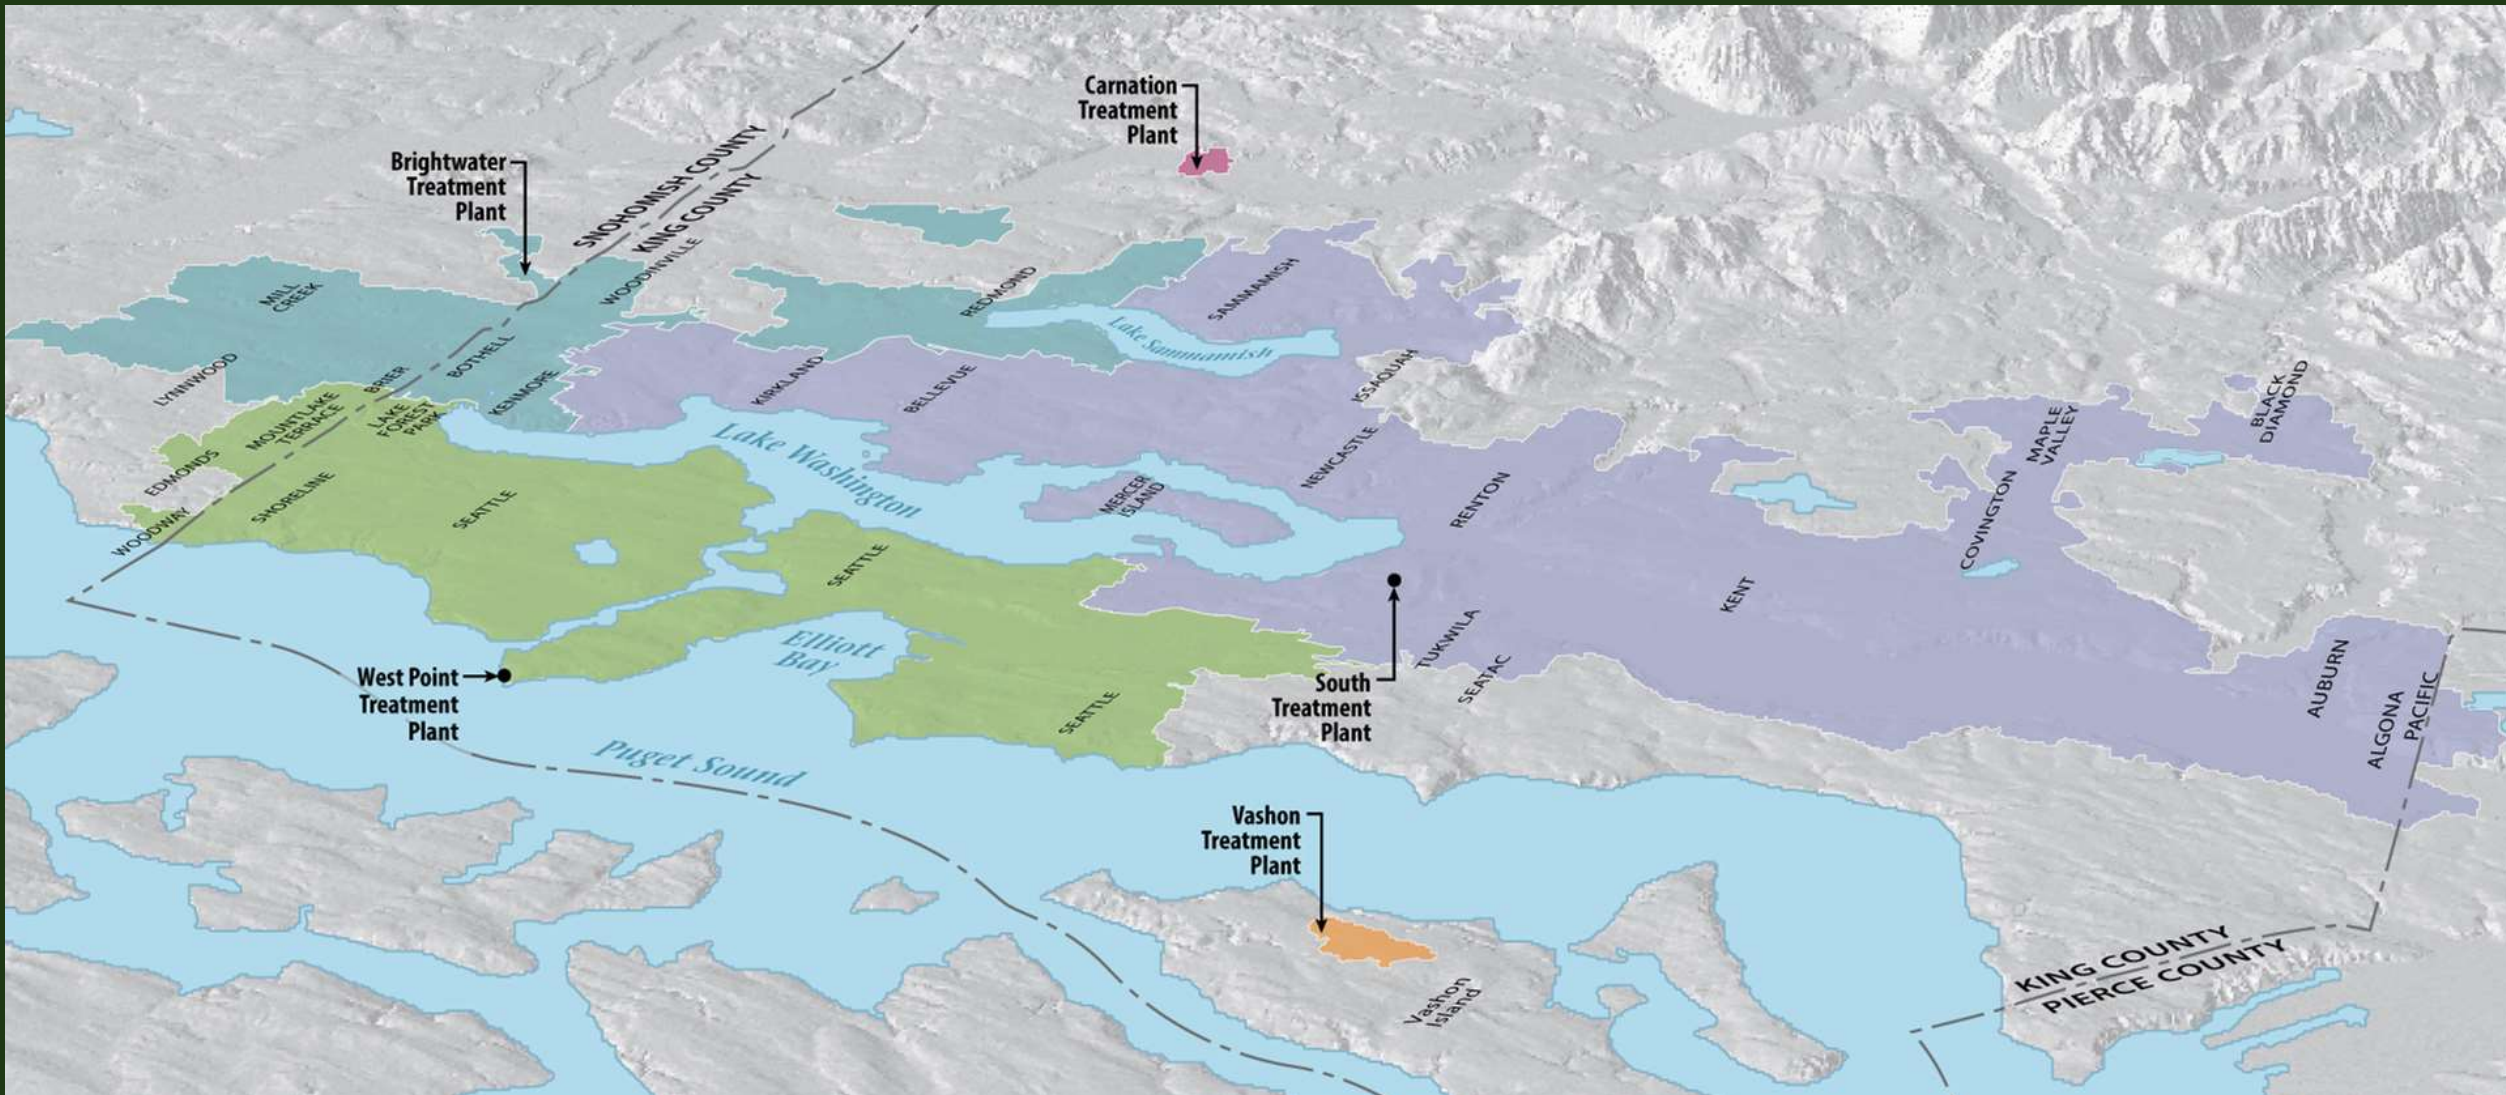 Carnation
Treatment
Plant
Brightwater
Treatment
Plant
SNOHOMISH COUNTY
KING COUNTY
WOODINVILLE
MILL
CREEK
REDMOND
SAMMAMISH
Lake Sammamish
LYNNWOOD
BRIER
BOTHELL
KENMORE
KIRKLAND
BELLEVUE
ISSAQUAH
BLACK
DIAMOND
MAPLE
VALLEY
MOUNTLAKE
TERRACE
LAKE
FOREST
PARK
Lake Washington
EDMONDS
WOODWAY
SHORELINE
SEATTLE
MERCER
ISLAND
NEWCASTLE
RENTON
COVINGTON
SEATTLE
KENT
Elliott
Bay
TUKWILA
SEATAC
AUBURN
ALGONA
PACIFIC
West Point
Treatment
Plant
SEATTLE
South
Treatment
Plant
Puget Sound
Vashon
Treatment
Plant
Vashon
Island
KING COUNTY
PIERCE COUNTY